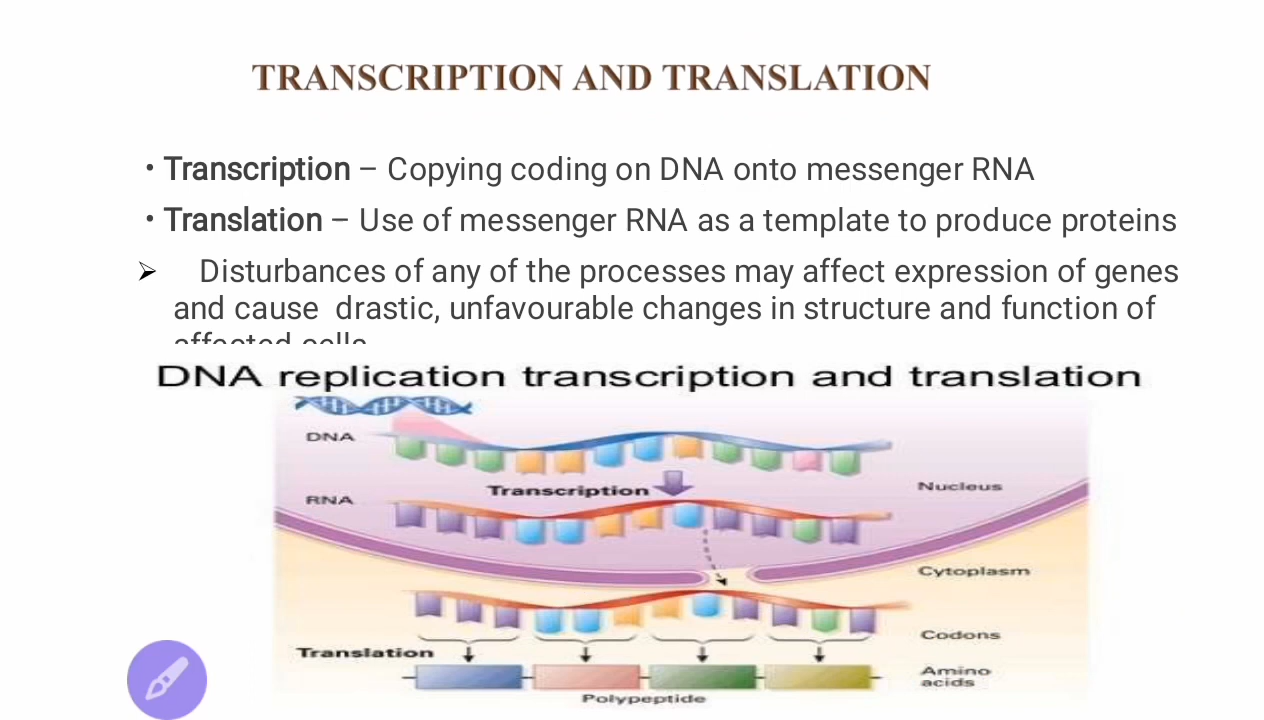 TRANSCRIPTION AND TRANSLATION
• Transcription – Copying coding on DNA onto messenger RNA
• Translation – Use of messenger RNA as a template to produce proteins
➢ Disturbances of any of the processes may affect expression of genes
and cause drastic, unfavourable changes in structure and function of
affected cells
DNA replication transcription and translation
DNA
Transcription
Nucleus
RNA
Cytoplasm
Codons
Translation
Amino
acids
Polypeptide